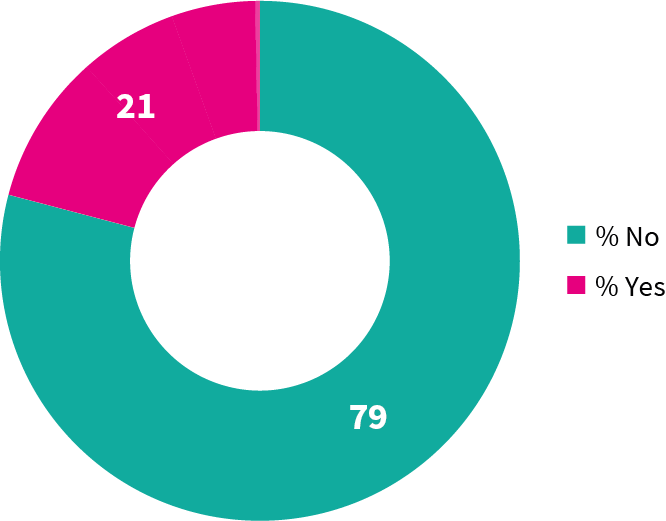 21
% No
% Yes
79